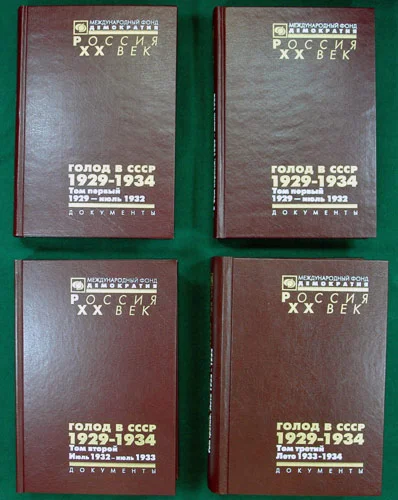 МЕЖДУНАРОДНЫЙ ФОНД
ДЕМОКРАТИЯ
РОССИЯ
XX ВЕК
ГОЛОД В СССР
1929-1934
Том первый
1929 – июль 1932
ДОКУМЕНТЫ
МЕЖДУНАРОДНЫЙ ФОНД
ДЕМОКРАТИЯ
РОССИЯ
XX ВЕК
ГОЛОД В СССР
1929-1934
Том первый
1929 – июль 1932
ДОКУМЕНТЫ
МЕЖДУНАРОДНЫЙ ФОНД
ДЕМОКРАТИЯ
РОССИЯ
XX ВЕК
ГОЛОД В СССР
1929-1934
Том второй
Июль 1932 – июль 1933
ДОКУМЕНТЫ
МЕЖДУНАРОДНЫЙ ФОНД
ДЕМОКРАТИЯ
РОССИЯ
XX ВЕК
ГОЛОД В СССР
1929-1934
Том третий
Лето 1933-1934
ДОКУМЕНТЫ